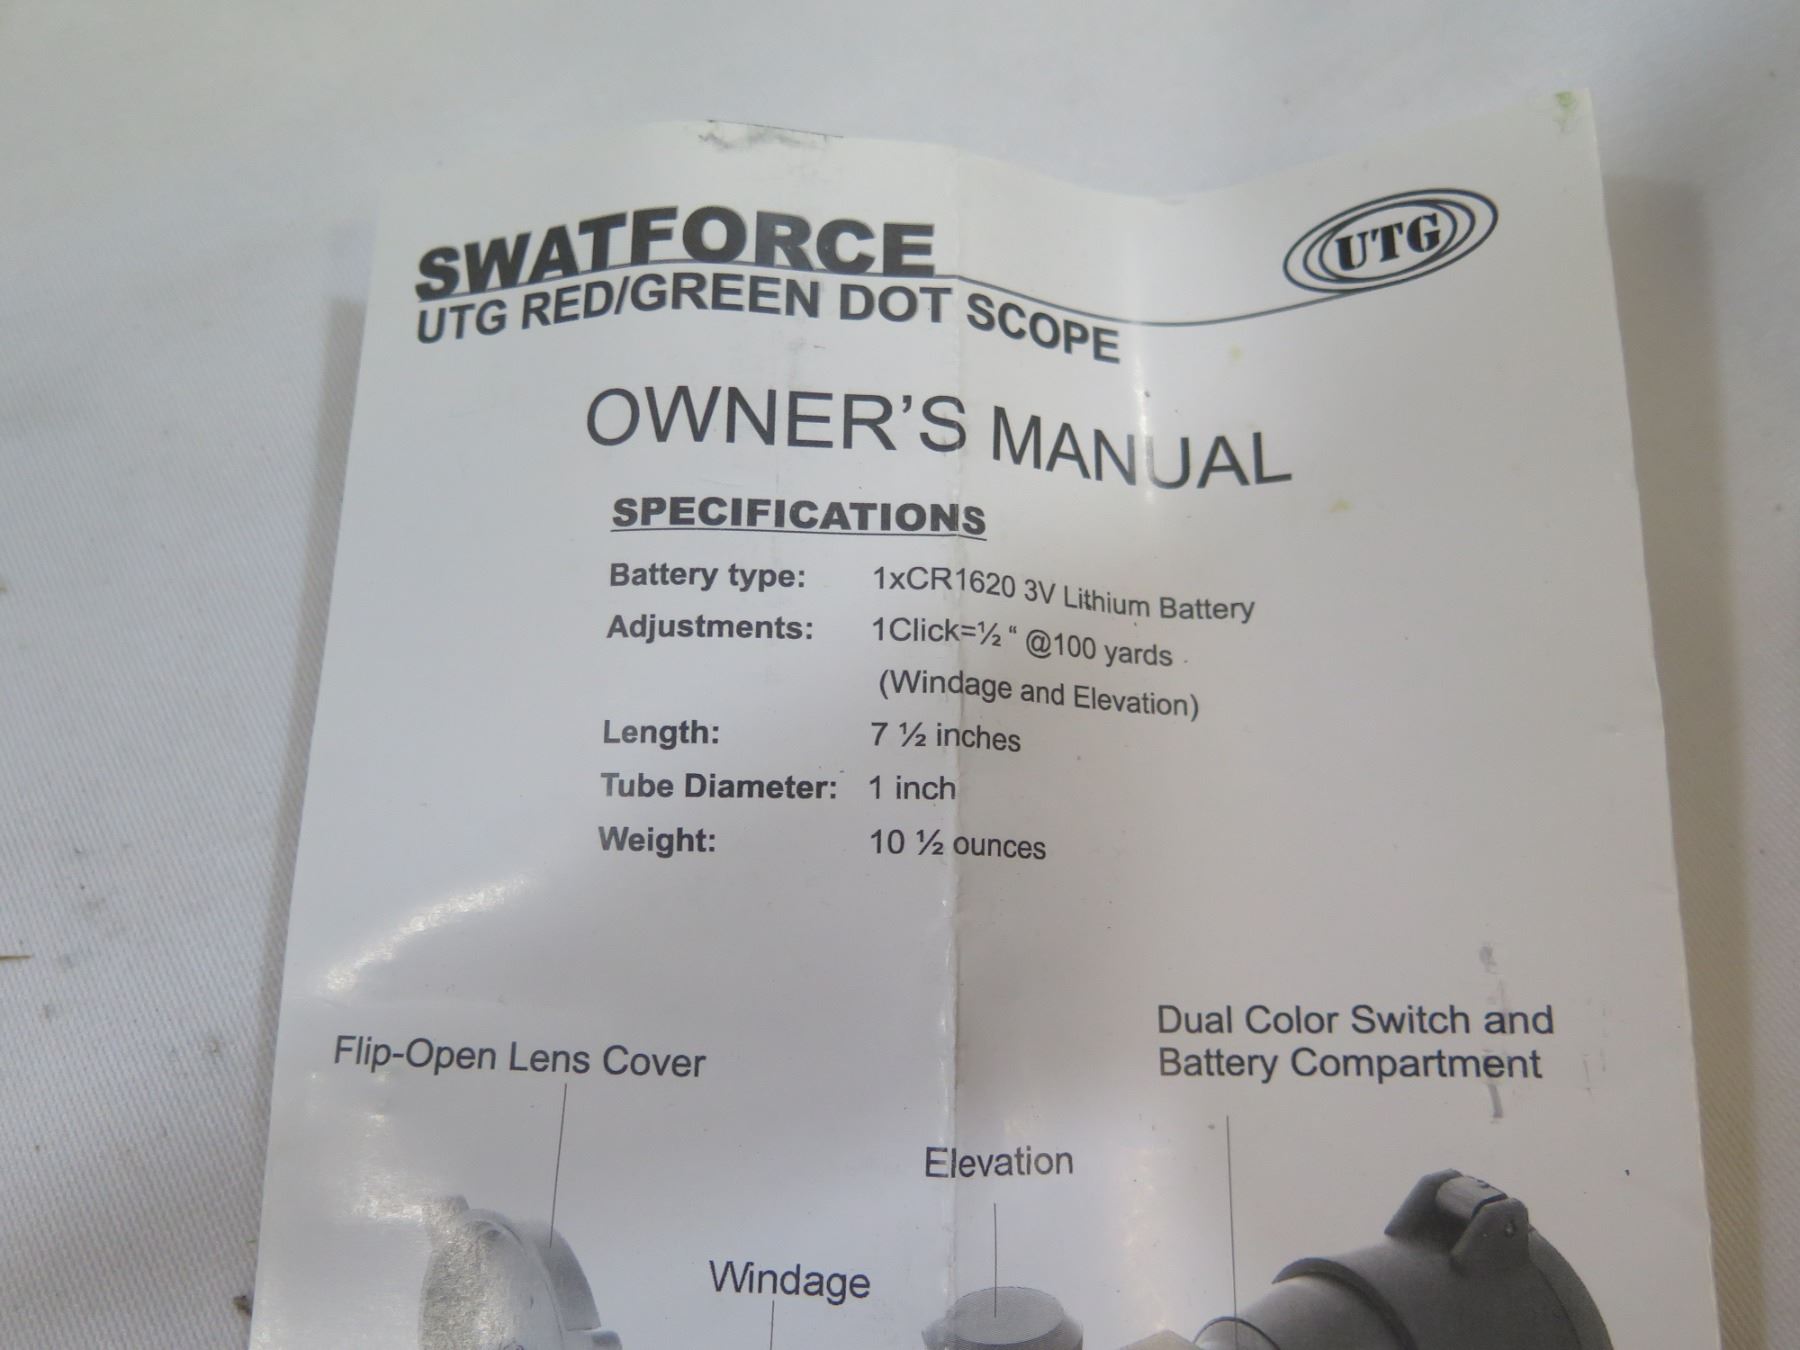 SWATFORCE
UTG
UTG RED/GREEN DOT SCOPE
OWNER'S MANUAL
SPECIFICATIONS
Battery type: 1xCR1620 3V Lithium Battery
Adjustments: 1Click=½ “ @100 yards
(Windage and Elevation)
Length: 7 ½ inches
Tube Diameter: 1 inch
Weight: 10 ½ ounces
Dual Color Switch and
Battery Compartment
Flip-Open Lens Cover
Elevation
Windage